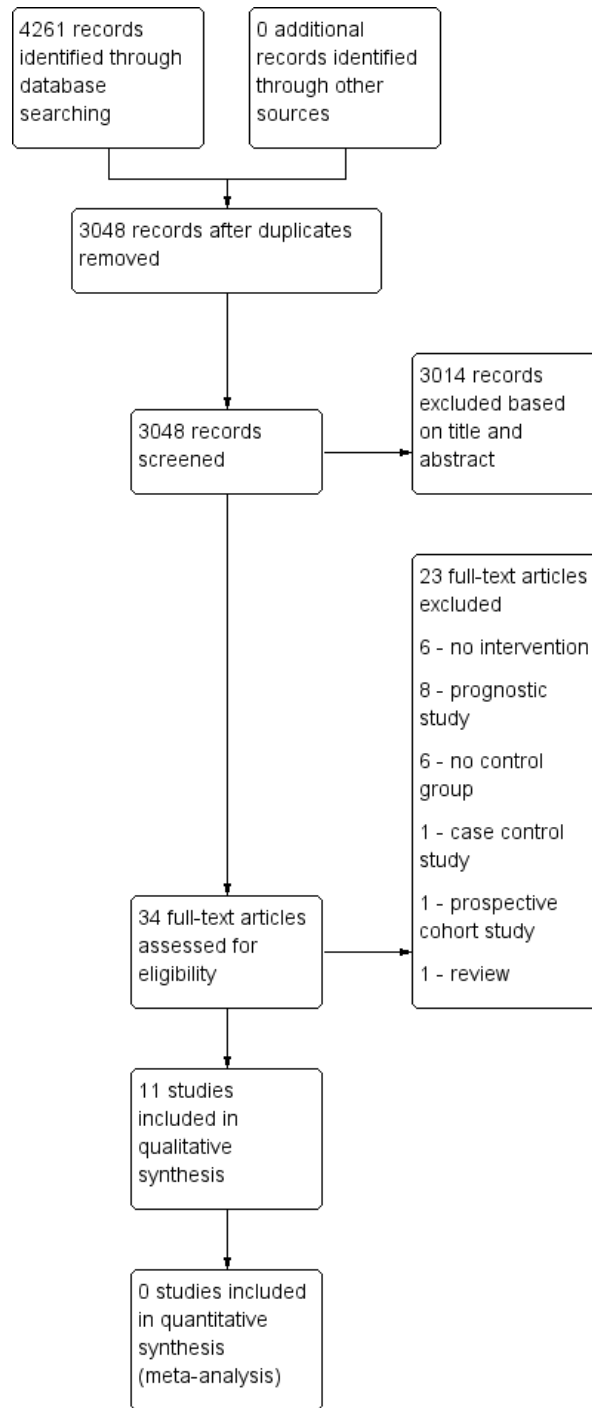 4261 records
identified through
database
searching
0 additional
records identified
through other
sources
3048 records after duplicates
removed
3048 records
screened
3014 records
excluded based
on title and
abstract
34 full-text articles
assessed for
eligibility
23 full-text articles
excluded
6 - no intervention
8 - prognostic
study
6 - no control
group
1 - case control
study
1 - prospective
cohort study
1 - review
11 studies
included in
qualitative
synthesis
0 studies included
in quantitative
synthesis
(meta-analysis)